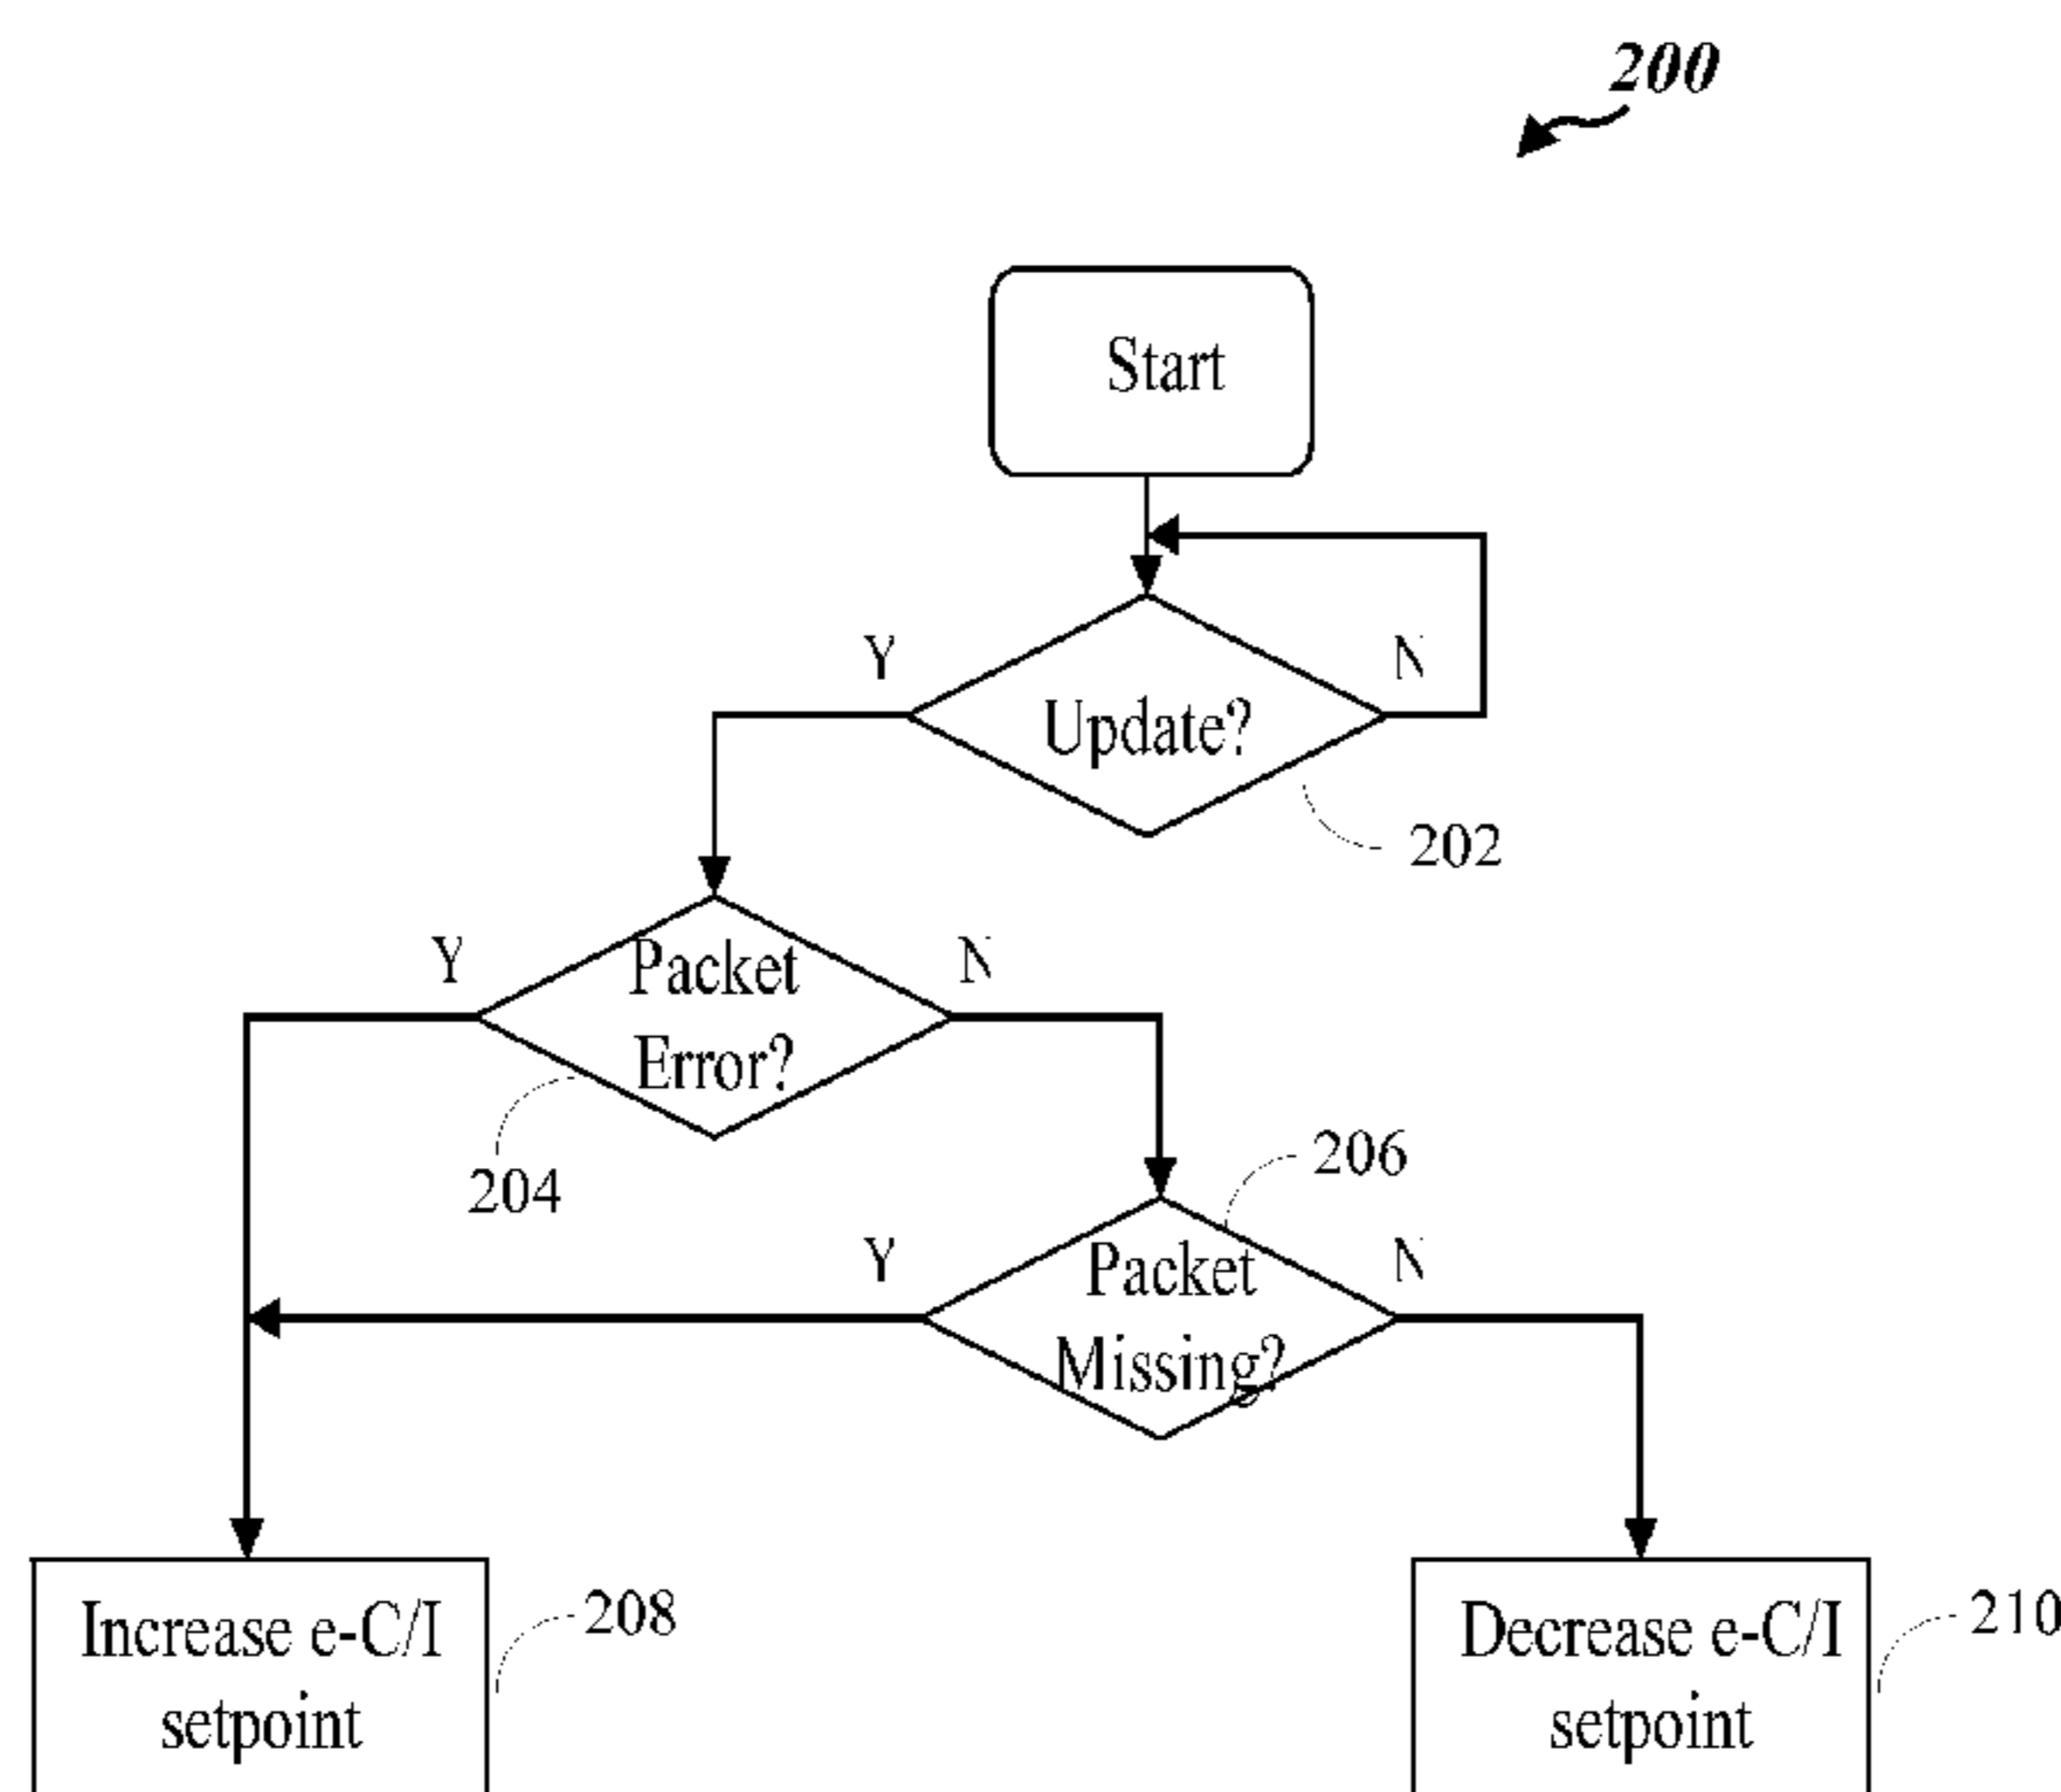 200
Start
Y
N
Update?
202
Y
N
Packet
Error?
204
206
Y
N
Packet
Missing?
Increase e-C/I
setpoint
208
Decrease e-C/I
setpoint
210